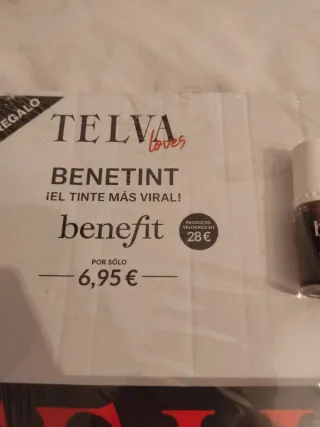 REGALO
TELVA
loves
BENETINT
¡EL TINTE MÁS VIRAL!
benefit
PRODUCTO
VALORADO EN
28 €
POR SÓLO
6,95 €